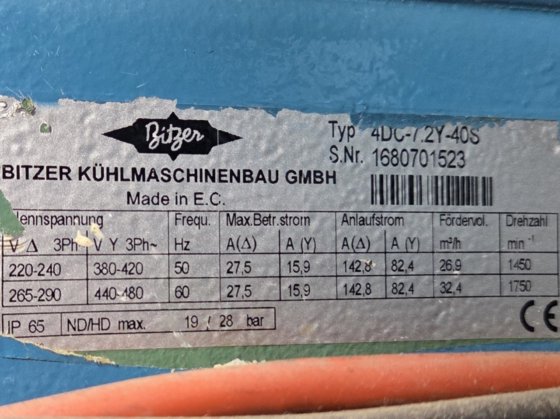 Bitzer
Typ 4DC-7.2Y-40S
S.Nr. 1680701523
BITZER KÜHLMASCHINENBAU GMBH
Made in E.C.
Nennspannung Frequ. Max.Betr.strom Anlaufstrom Fördervol. Drehzahl
V Δ 3Ph V Y 3Ph~ Hz A(Δ) A (Y) A(Δ) A (Y) m³/h min⁻¹
220-240 380-420 50 27,5 15,9 142,8 82,4 26,9 1450
265-290 440-480 60 27,5 15,9 142,8 82,4 32,4 1750
IP 65 ND/HD max. 19 / 28 bar
CE